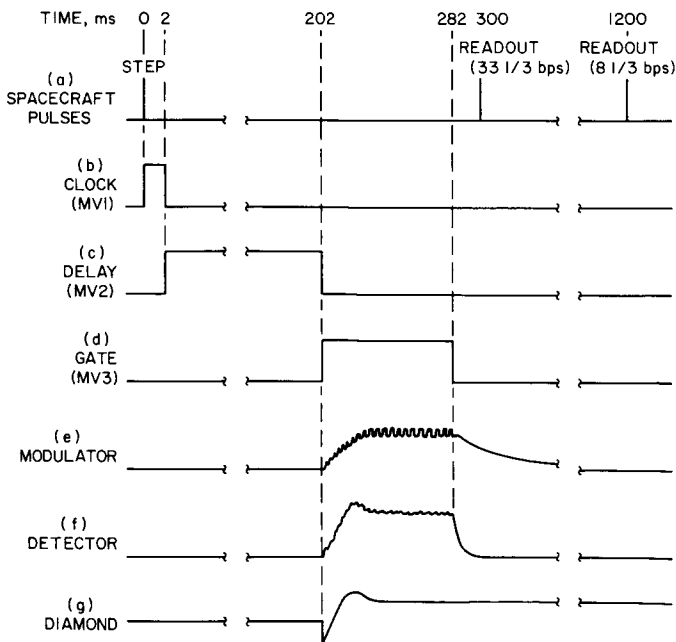 TIME, ms 0 2 202 282 300 1200
STEP
READOUT
(33 1/3 bps)
READOUT
(8 1/3 bps)
(a)
SPACECRAFT
PULSES
(b)
CLOCK
(MV1)
(c)
DELAY
(MV2)
(d)
GATE
(MV3)
(e)
MODULATOR
(f)
DETECTOR
(g)
DIAMOND